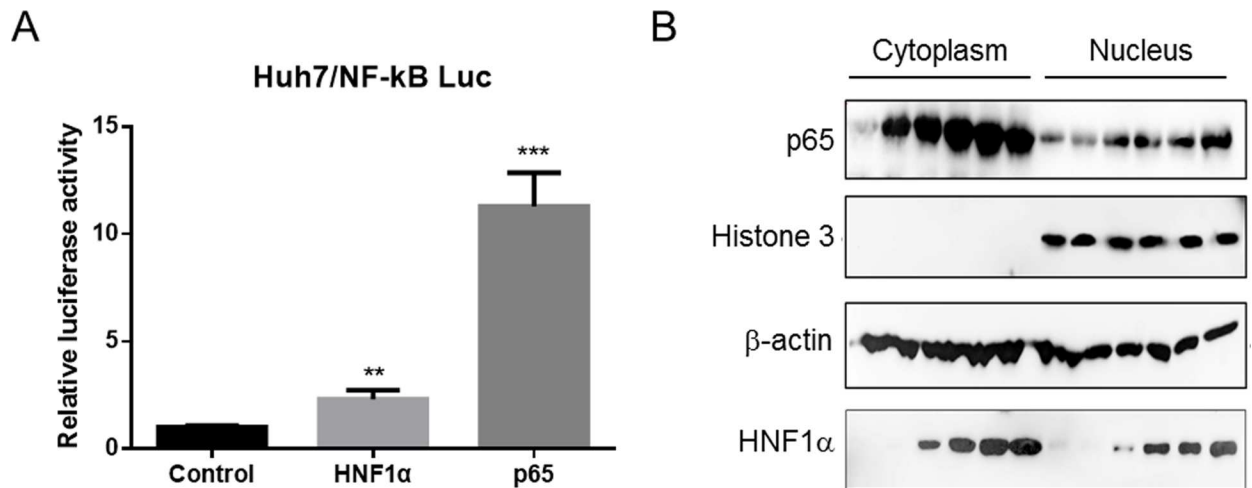 A
Huh7/NF-kB Luc
Relative luciferase activity
15
10
5
0
**
***
Control
HNF1α
p65
B
Cytoplasm
Nucleus
p65
Histone 3
β-actin
HNF1α